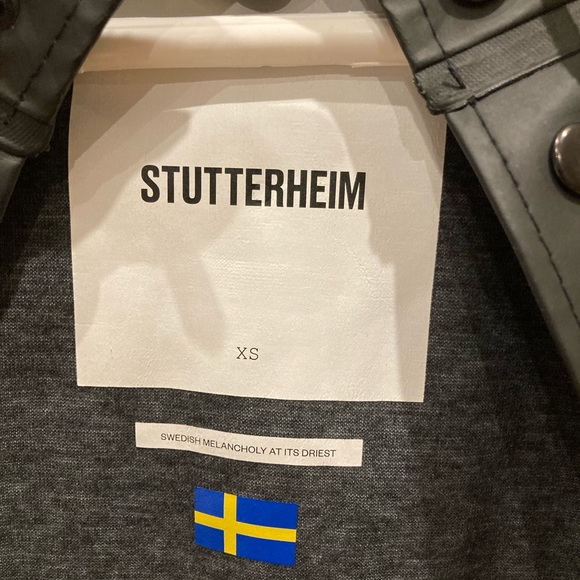 STUTTERHEIM
XS
SWEDISH MELANCHOLY AT ITS DRIEST